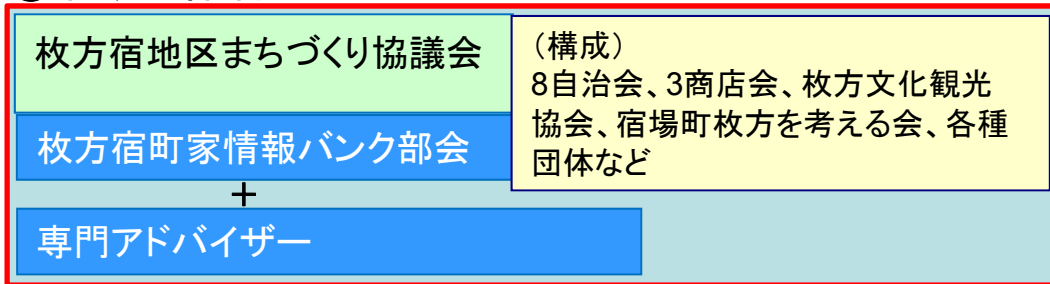 枚方宿地区まちづくり協議会
(構成)
8自治会、3商店会、枚方文化観光
協会、宿場町枚方を考える会、各種
団体など
枚方宿町家情報バンク部会
+
専門アドバイザー